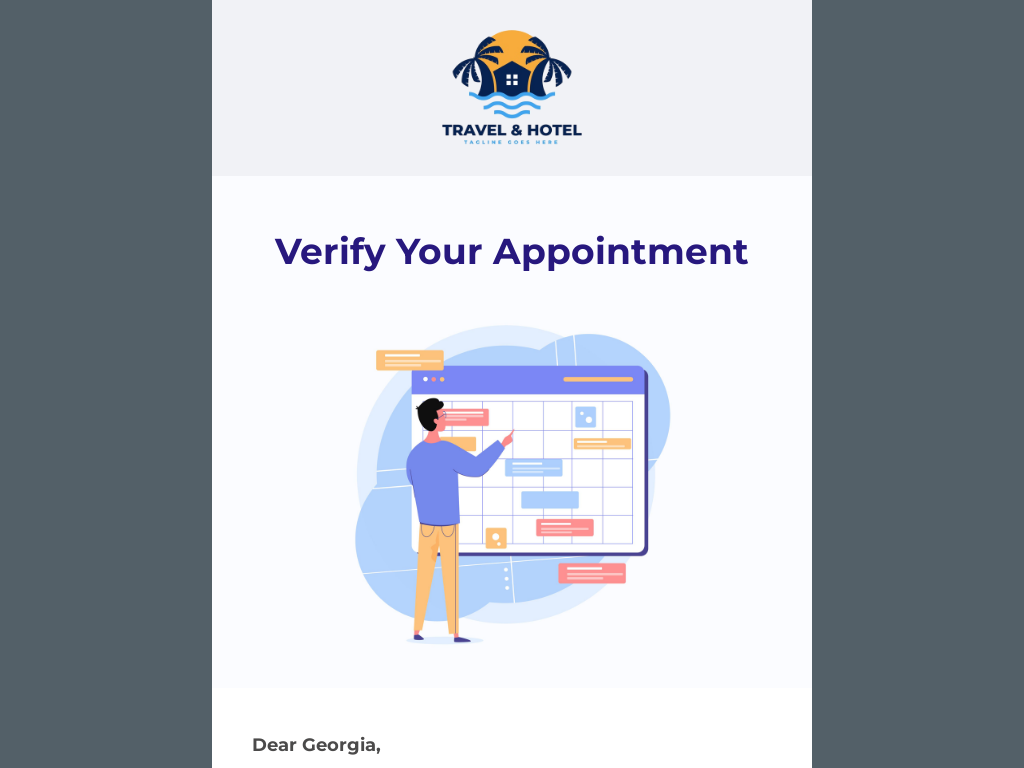 TRAVEL & HOTEL
TAGLINE GOES HERE
Verify Your Appointment
Dear Georgia,